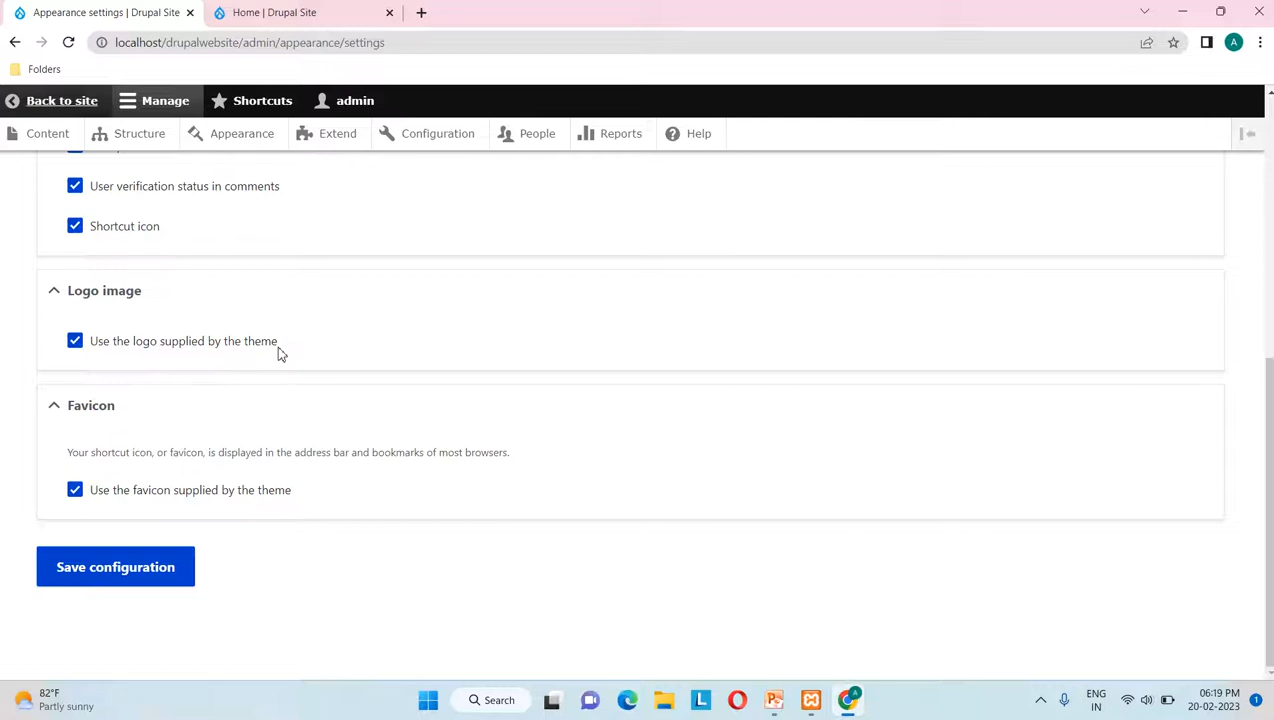 Appearance settings | Drupal Site
Home | Drupal Site
localhost/drupalwebsite/admin/appearance/settings
A
Folders
Back to site
Manage
Shortcuts
admin
Content
Structure
Appearance
Extend
Configuration
People
Reports
Help
User verification status in comments
Shortcut icon
Logo image
Use the logo supplied by the theme
Favicon
Your shortcut icon, or favicon, is displayed in the address bar and bookmarks of most browsers.
Use the favicon supplied by the theme
Save configuration
82°F
Partly sunny
Search
L
A
ENG
IN
06:19 PM
20-02-2023
1